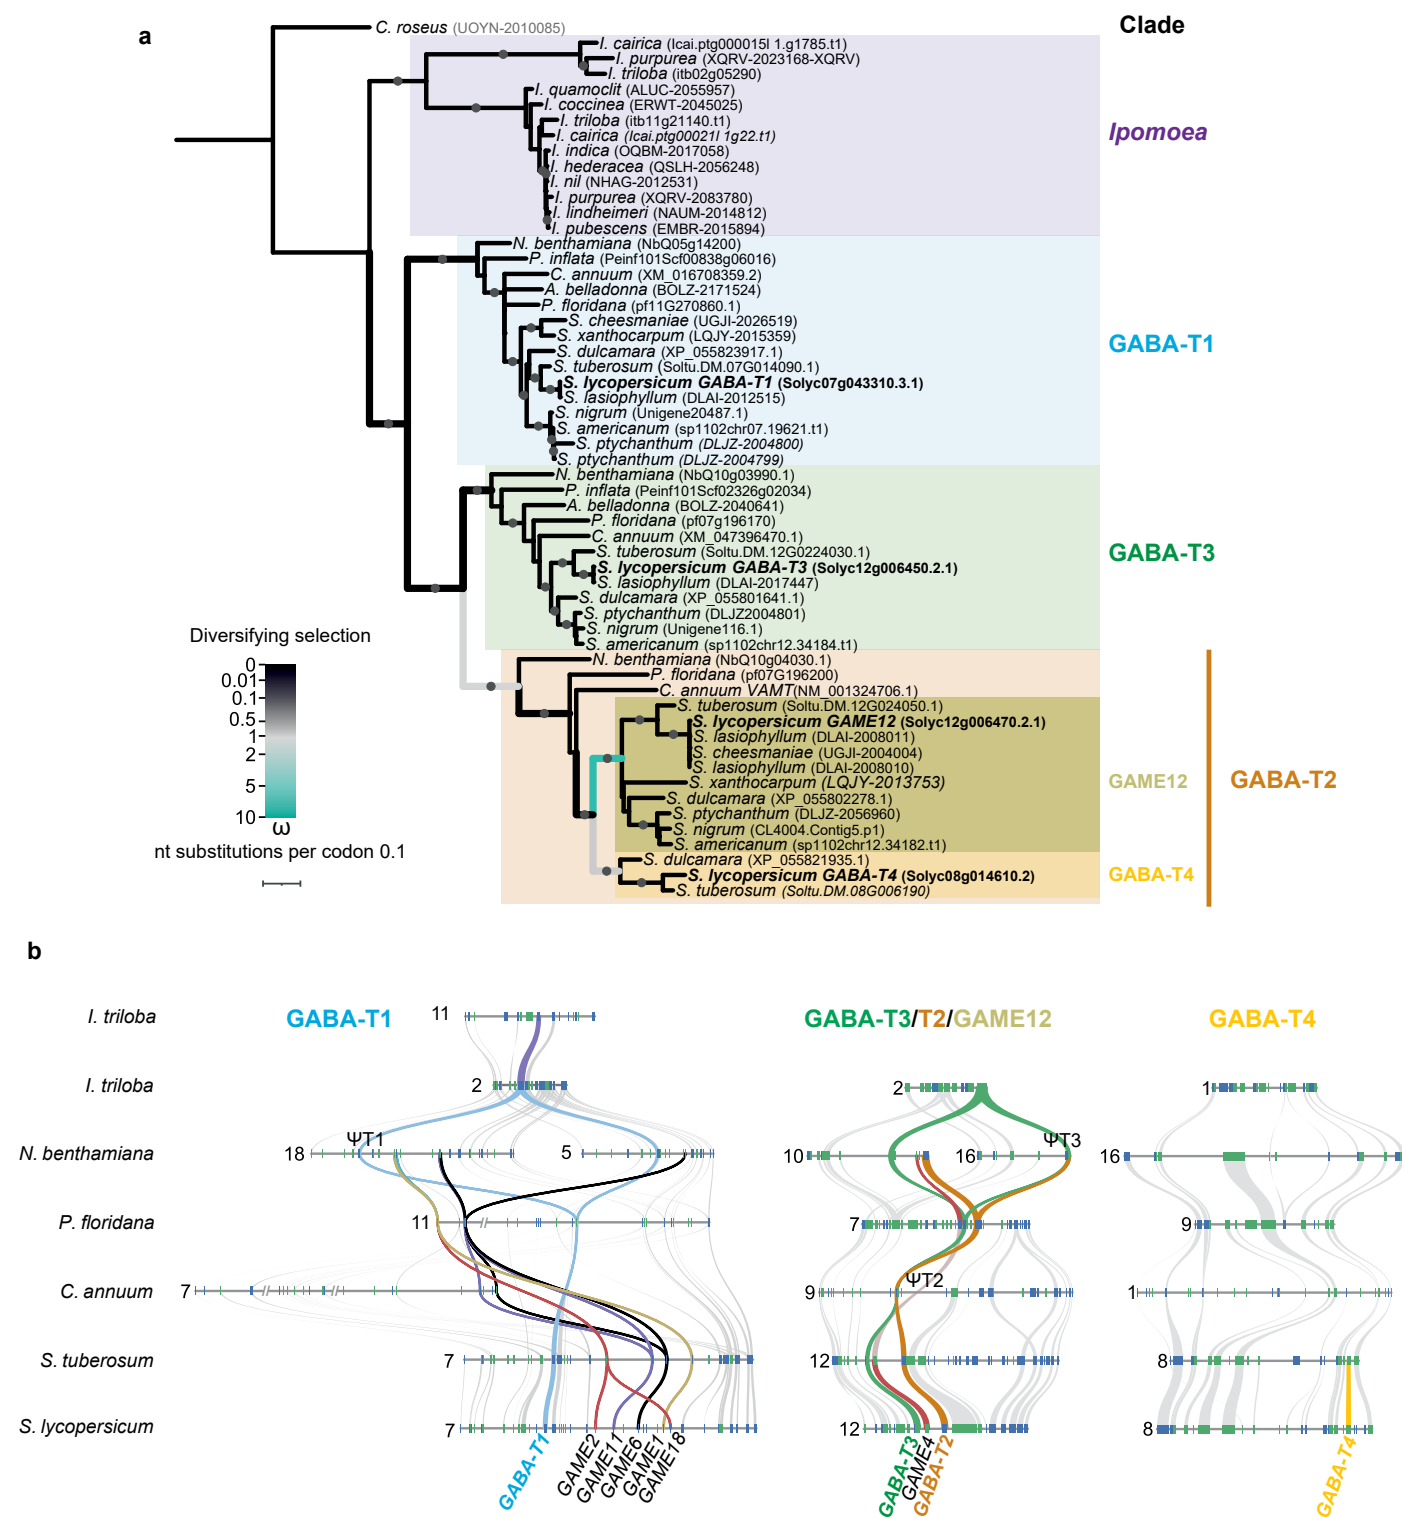 a
Clade
C. roseus (UOYN-2010085)
I. cairica (Icai.ptg000015l 1.g1785.t1)
I. purpurea (XQRV-2023168-XQRV)
I. triloba (itb02g05290)
I. quamoclit (ALUC-2055957)
I. coccinea (ERWT-2045025)
I. triloba (itb11g21140.t1)
I. cairica (Icai.ptg00021l 1g22.t1)
I. indica (OQBM-2017058)
I. hederacea (QSLH-2056248)
I. nil (NHAG-2012531)
I. purpurea (XQRV-2083780)
I. lindheimeri (NAUM-2014812)
I. pubescens (EMBR-2015894)
Ipomoea
N. benthamiana (NbQ05g14200)
P. inflata (Peinf101Scf00838g06016)
C. annuum (XM_016708359.2)
A. belladonna (BOLZ-2171524)
P. floridana (pf11G270860.1)
S. cheesmaniae (UGJI-2026519)
S. xanthocarpum (LQJY-2015359)
S. dulcamara (XP_055823917.1)
S. tuberosum (Soltu.DM.07G014090.1)
S. lycopersicum GABA-T1 (Solyc07g043310.3.1)
S. lasiophyllum (DLAI-2012515)
S. nigrum (Unigene20487.1)
S. americanum (sp1102chr07.19621.t1)
S. ptychanthum (DLJZ-2004800)
S. ptychanthum (DLJZ-2004799)
GABA-T1
N. benthamiana (NbQ10g03990.1)
P. inflata (Peinf101Scf02326g02034)
A. belladonna (BOLZ-2040641)
P. floridana (pf07g196170)
C. annuum (XM_047396470.1)
S. tuberosum (Soltu.DM.12G0224030.1)
S. lycopersicum GABA-T3 (Solyc12g006450.2.1)
S. lasiophyllum (DLAI-2017447)
S. dulcamara (XP_055801641.1)
S. ptychanthum (DLJZ2004801)
S. nigrum (Unigene116.1)
S. americanum (sp1102chr12.34184.t1)
GABA-T3
N. benthamiana (NbQ10g04030.1)
P. floridana (pf07G196200)
C. annuum VAMT(NM_001324706.1)
S. tuberosum (Soltu.DM.12G024050.1)
S. lycopersicum GAME12 (Solyc12g006470.2.1)
S. lasiophyllum (DLAI-2008011)
S. cheesmaniae (UGJI-2004004)
S. lasiophyllum (DLAI-2008010)
S. xanthocarpum (LQJY-2013753)
S. dulcamara (XP_055802278.1)
S. ptychanthum (DLJZ-2056960)
S. nigrum (CL4004.Contig5.p1)
S. americanum (sp1102chr12.34182.t1)
GAME12
GABA-T2
S. dulcamara (XP_055821935.1)
S. lycopersicum GABA-T4 (Solyc08g014610.2)
S. tuberosum (Soltu.DM.08G006190)
GABA-T4
Diversifying selection
0
0.01
0.1
0.5
1
2
5
10
ω
nt substitutions per codon 0.1
b
GABA-T1
GABA-T3/T2/GAME12
GABA-T4
I. triloba
11
I. triloba
2
2
1
N. benthamiana
18
ΨT1
5
10
16
ΨT3
16
P. floridana
11
7
9
C. annuum
7
9
ΨT2
1
S. tuberosum
7
12
8
S. lycopersicum
7
12
8
GABA-T1
GAME2
GAME11
GAME6
GAME1
GAME18
GABA-T3
GAME4
GABA-T2
GABA-T4